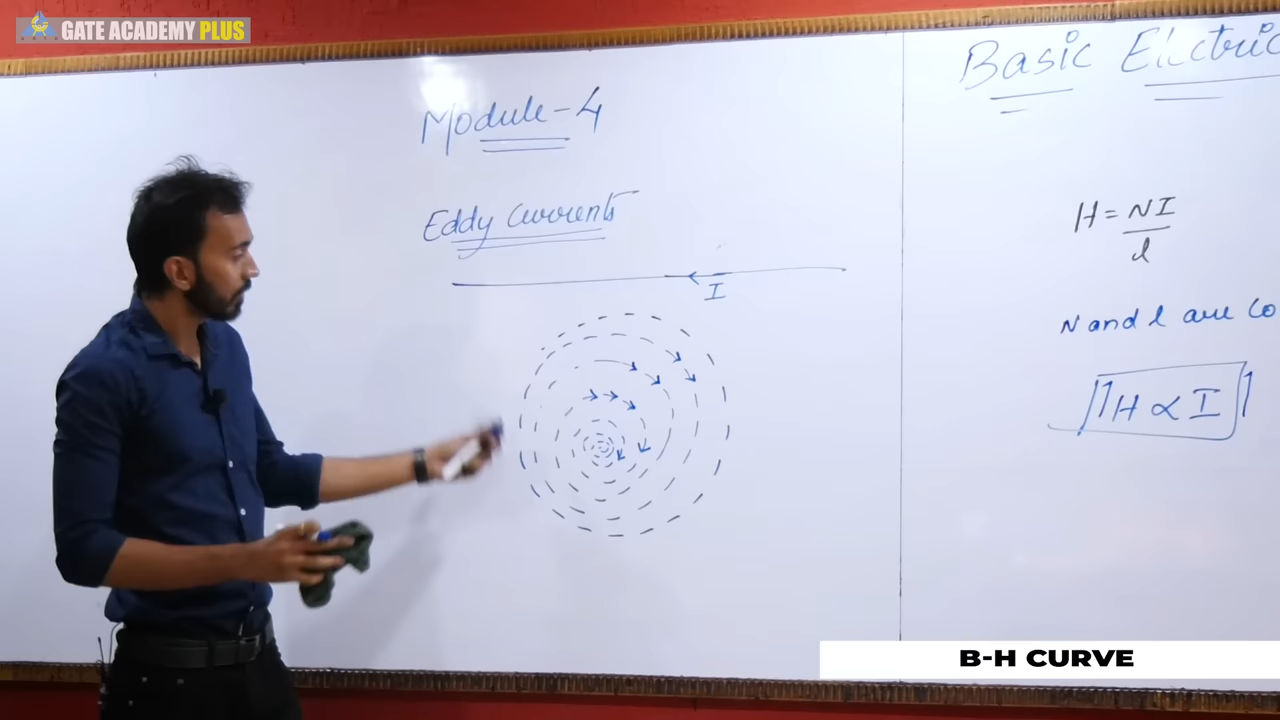 GATE ACADEMY PLUS
Module-4
Eddy Currents
I
Basic Electric
H = NI
l
N and l are co
H ∝ I
B-H CURVE